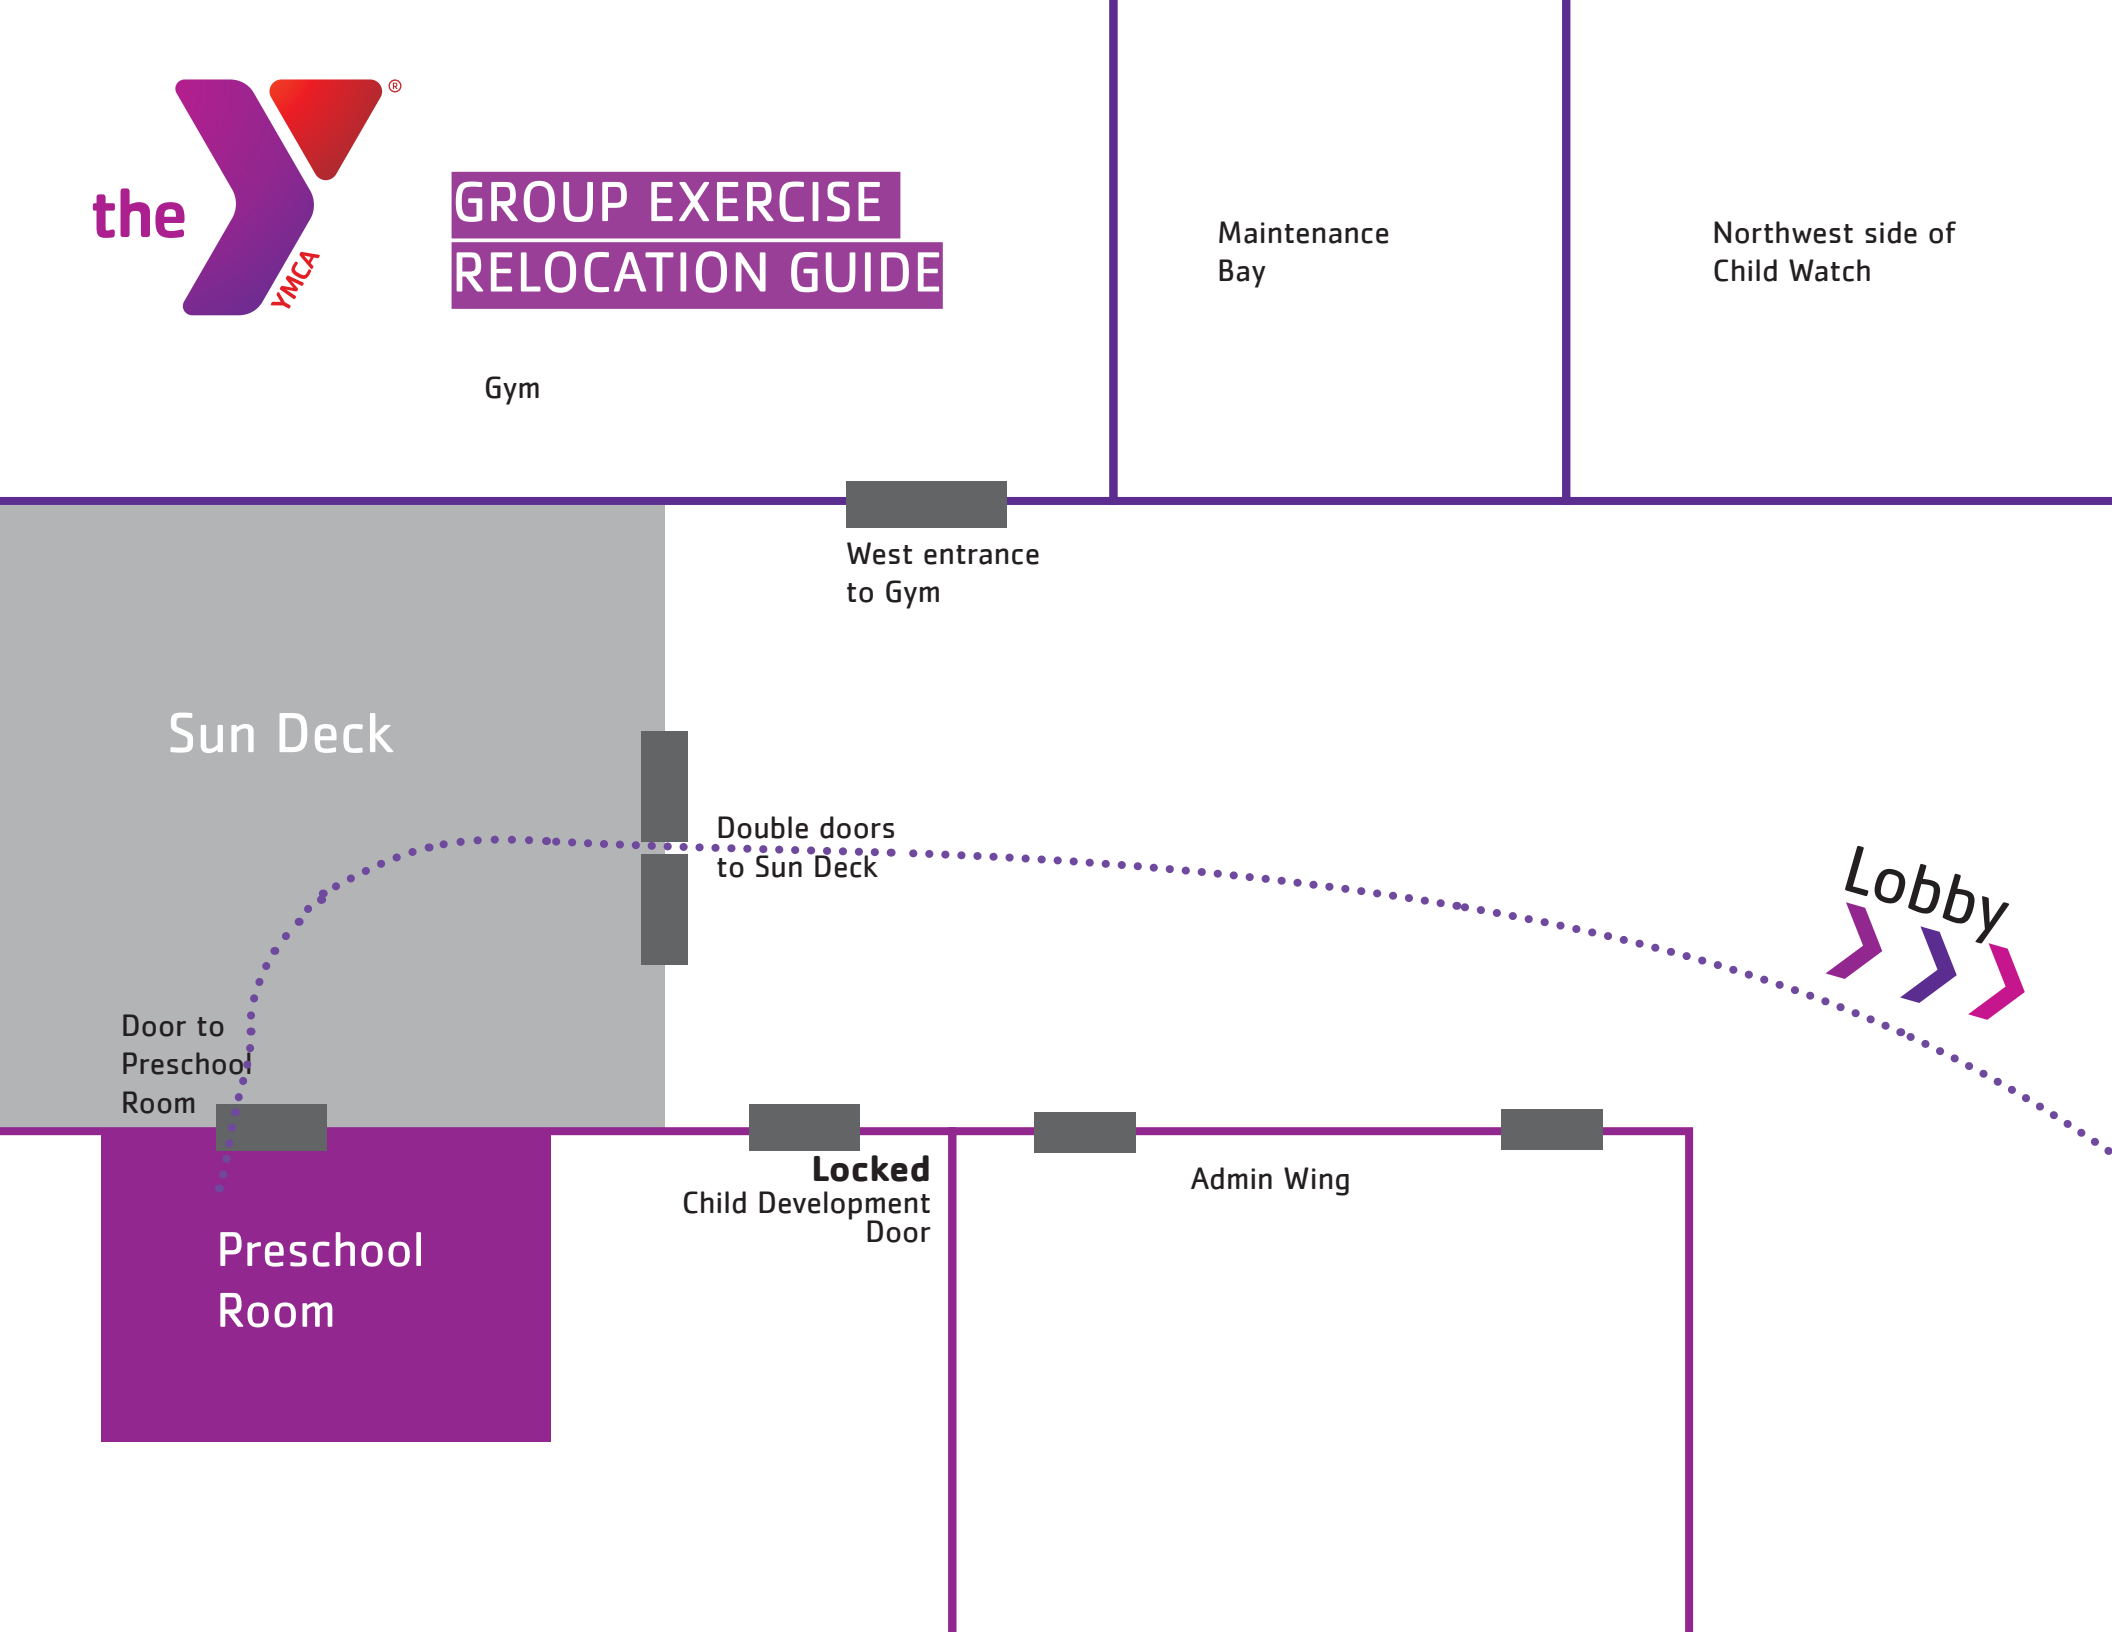 the
®
YMCA
GROUP EXERCISE
RELOCATION GUIDE
Maintenance
Bay
Northwest side of
Child Watch
Gym
West entrance
to Gym
Sun Deck
Double doors
to Sun Deck
Lobby
Door to
Preschool
Room
Locked
Child Development
Door
Admin Wing
Preschool
Room